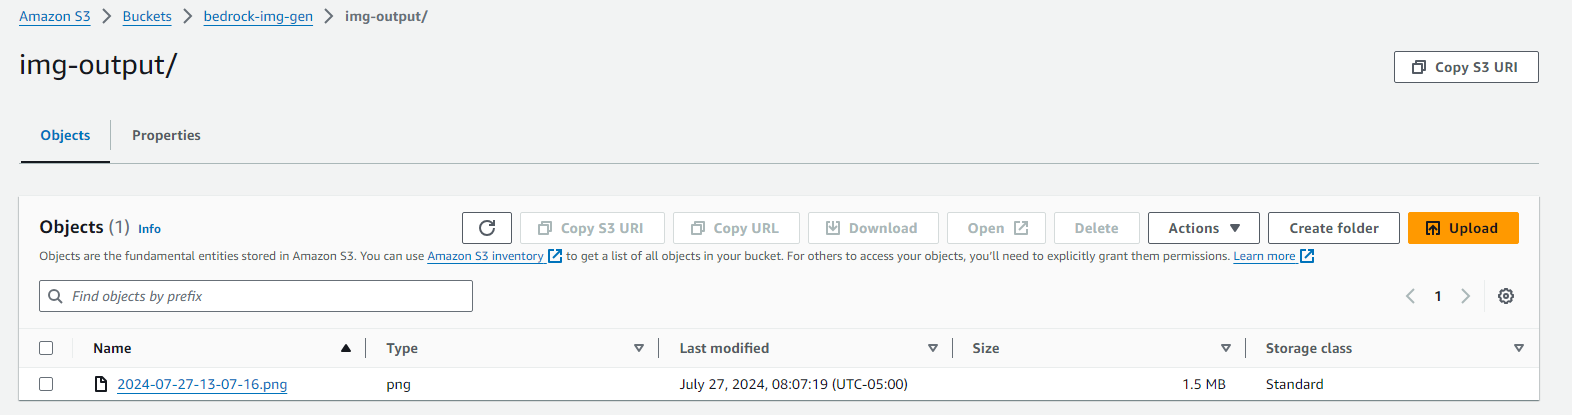 Amazon S3 > Buckets > bedrock-img-gen > img-output/
img-output/
Copy S3 URI
Objects Properties
Objects (1) Info
Copy S3 URI Copy URL Download Open Delete Actions Create folder Upload
Objects are the fundamental entities stored in Amazon S3. You can use Amazon S3 inventory to get a list of all objects in your bucket. For others to access your objects, you’ll need to explicitly grant them permissions. Learn more
Find objects by prefix
1
Name Type Last modified Size Storage class
2024-07-27-13-07-16.png png July 27, 2024, 08:07:19 (UTC-05:00) 1.5 MB Standard